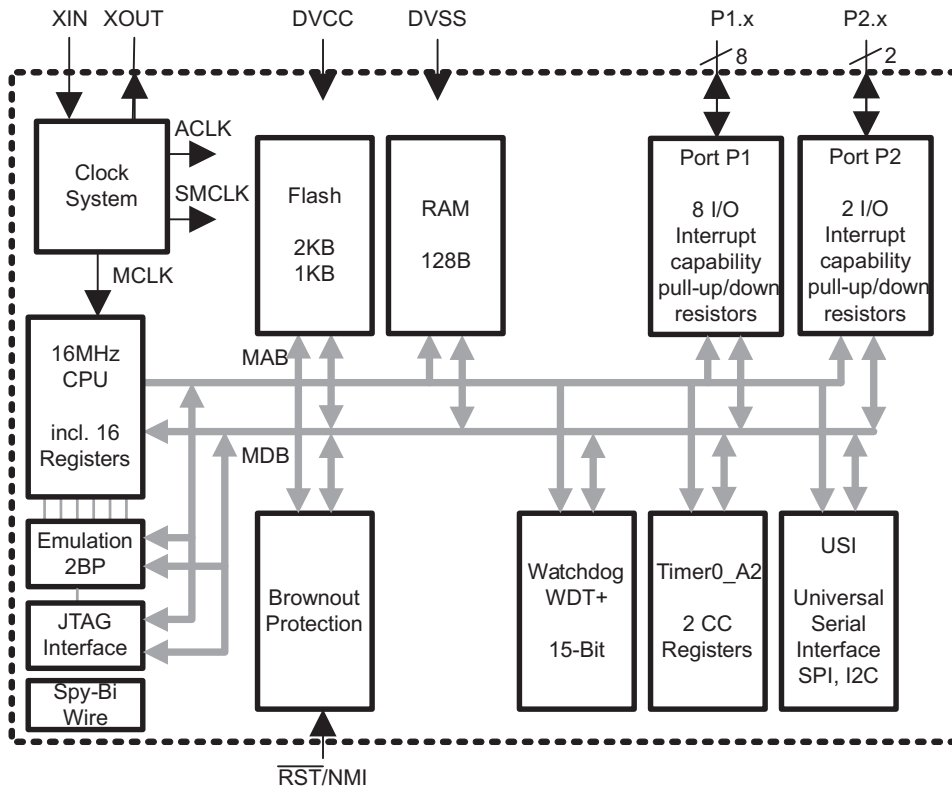 XIN XOUT DVCC DVSS P1.x P2.x
8 2
ACLK
SMCLK
MCLK
Clock
System
Flash
2KB
1KB
RAM
128B
Port P1
8 I/O
Interrupt
capability
pull-up/down
resistors
Port P2
2 I/O
Interrupt
capability
pull-up/down
resistors
16MHz
CPU
incl. 16
Registers
MAB
MDB
Emulation
2BP
JTAG
Interface
Spy-Bi
Wire
Brownout
Protection
Watchdog
WDT+
15-Bit
Timer0_A2
2 CC
Registers
USI
Universal
Serial
Interface
SPI, I2C
RST/NMI